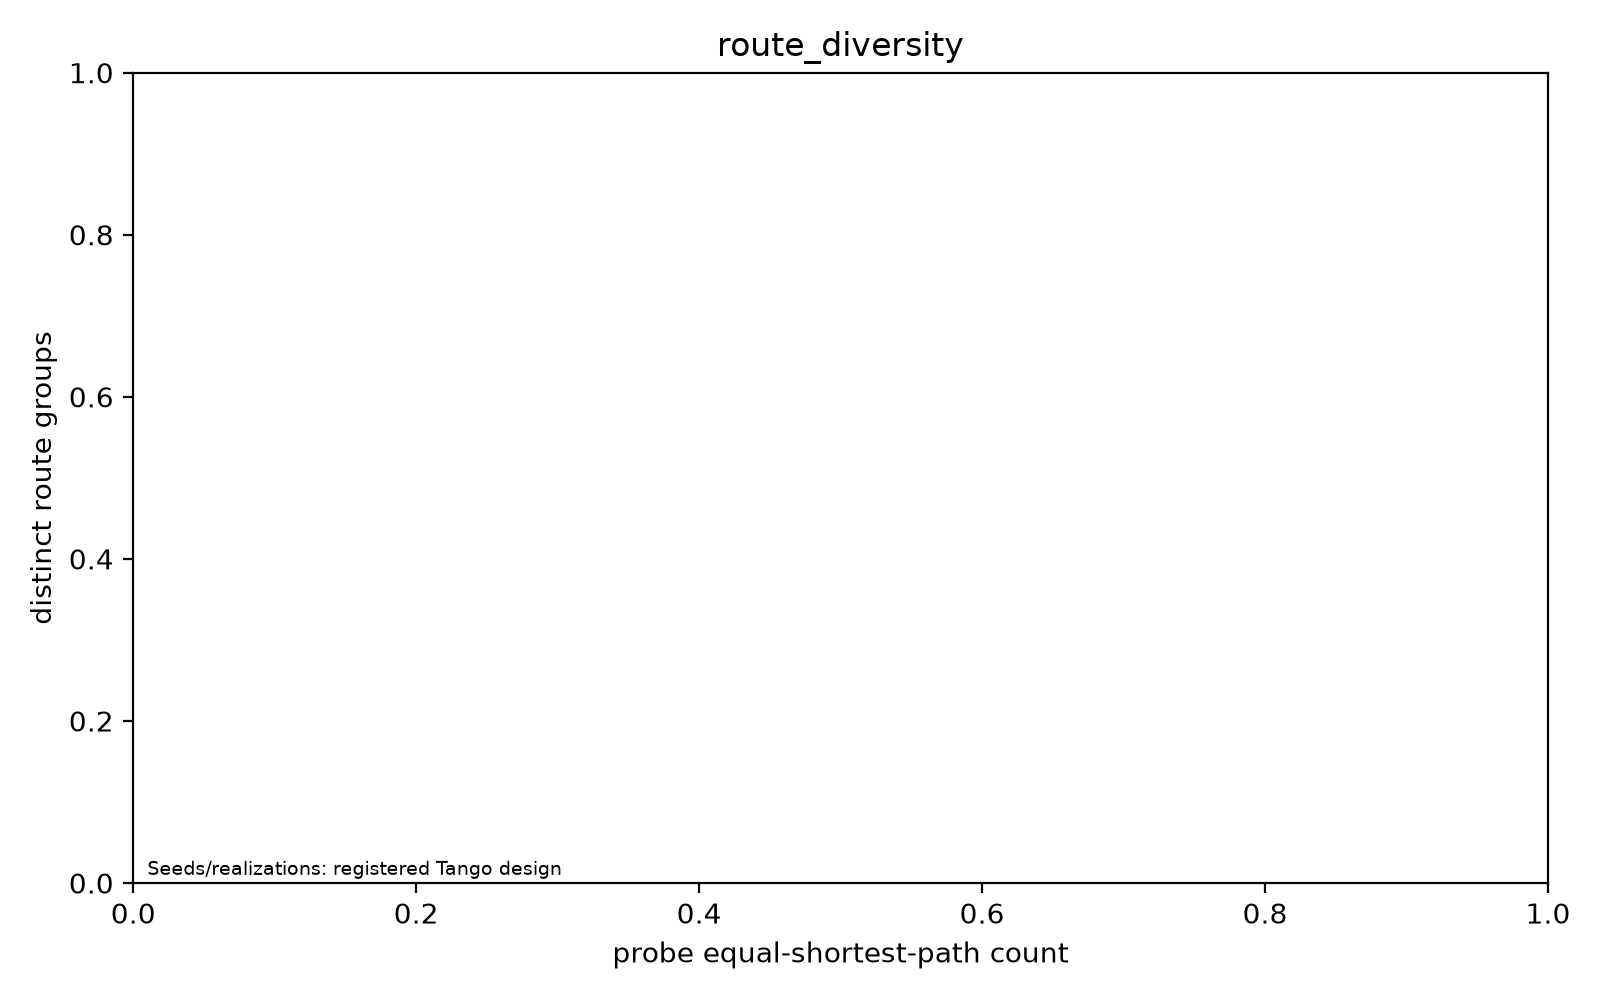 route_diversity
1.0
0.8
0.6
0.4
0.2
0.0
distinct route groups
Seeds/realizations: registered Tango design
0.0 0.2 0.4 0.6 0.8 1.0
probe equal-shortest-path count